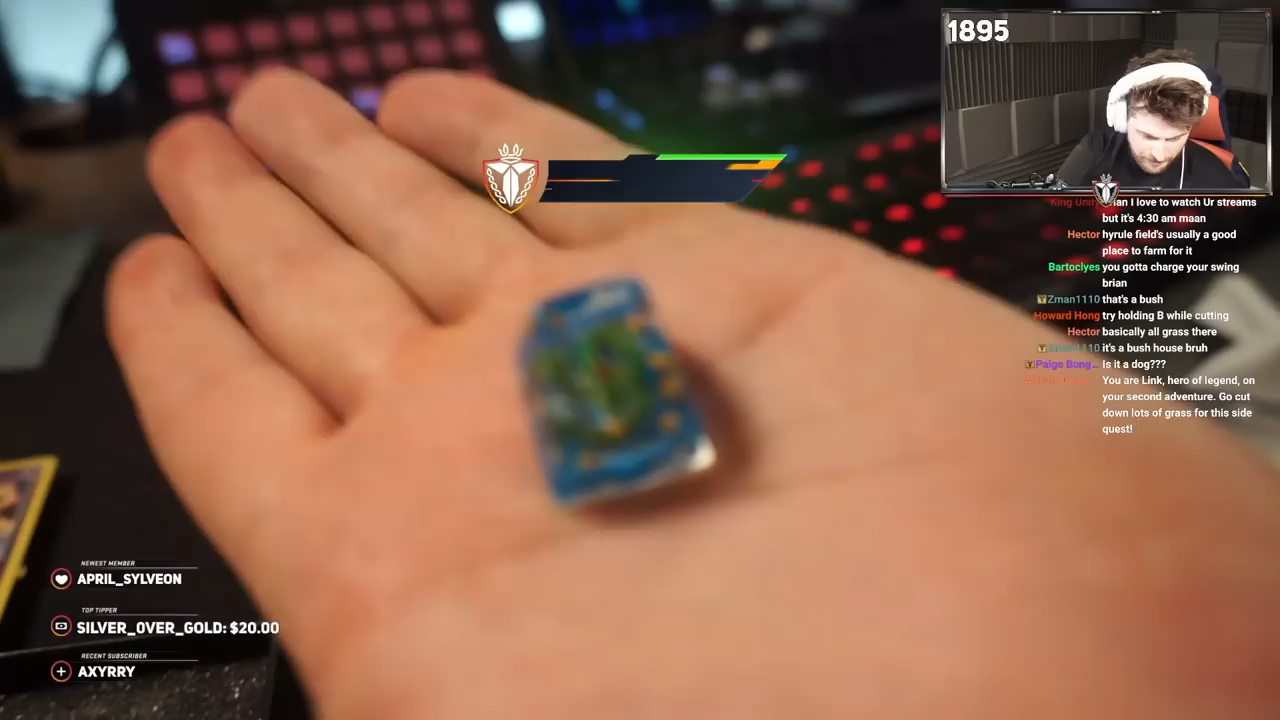 1895
man I love to watch Ur streams
but it's 4:30 am maan
Hector hyrule field's usually a good
place to farm for it
Bartoclyes you gotta charge your swing
brian
Zman1110 that's a bush
Howard Hong try holding B while cutting
Hector basically all grass there
it's a bush house bruh
Paige Bong... Is it a dog???
You are Link, hero of legend, on
your second adventure. Go cut
down lots of grass for this side
quest!
NEWEST MEMBER
APRIL_SYLVEON
TOP TIPPER
SILVER_OVER_GOLD: $20.00
RECENT SUBSCRIBER
AXYRRY